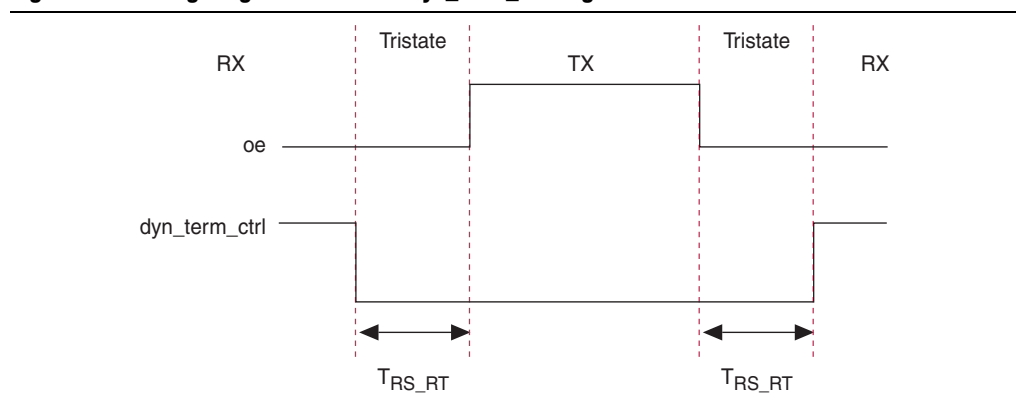 Tristate Tristate
RX TX RX
oe
dyn_term_ctrl
T_RS_RT T_RS_RT